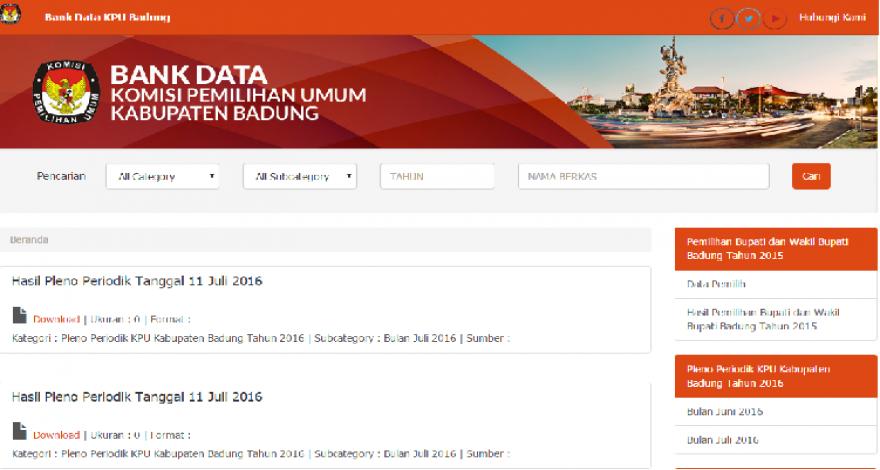 Bank Data KPU Badung
Hubungi Kami
KOMISI PEMILIHAN UMUM
BANK DATA
KOMISI PEMILIHAN UMUM
KABUPATEN BADUNG
Pencarian
All Category
All Subcategory
TAHUN
NAMA BERKAS
Cari
Beranda
Hasil Pleno Periodik Tanggal 11 Juli 2016
Download | Ukuran : 0 | Format :
Kategori : Pleno Periodik KPU Kabupaten Badung Tahun 2016 | Subcategory : Bulan Juli 2016 | Sumber :
Hasil Pleno Periodik Tanggal 11 Juli 2016
Download | Ukuran : 0 | Format :
Kategori : Pleno Periodik KPU Kabupaten Badung Tahun 2016 | Subcategory : Bulan Juli 2016 | Sumber :
Pemilihan Bupati dan Wakil Bupati
Badung Tahun 2015
Data Pemilih
Hasil Pemilihan Bupati dan Wakil
Bupati Badung Tahun 2015
Pleno Periodik KPU Kabupaten
Badung Tahun 2016
Bulan Juni 2016
Bulan Juli 2016